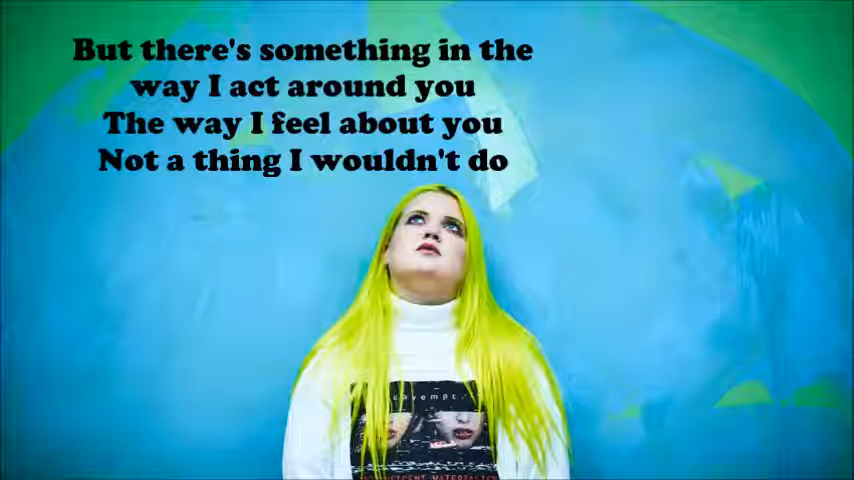 But there's something in the
way I act around you
The way I feel about you
Not a thing I wouldn't do